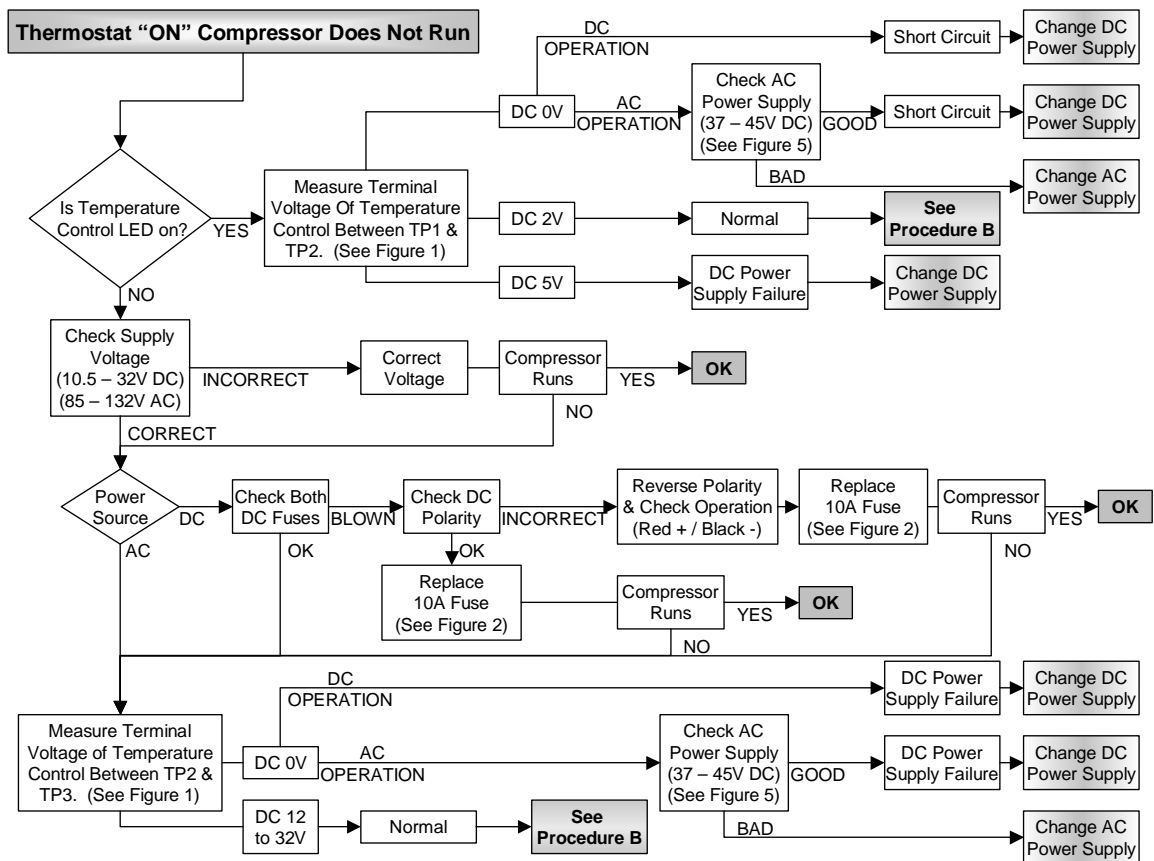 Thermostat “ON” Compressor Does Not Run
DC
OPERATION
Short Circuit
Change DC
Power Supply
DC 0V
AC
OPERATION
Check AC
Power Supply
(37 – 45V DC)
(See Figure 5)
GOOD
Short Circuit
Change DC
Power Supply
BAD
Change AC
Power Supply
Is Temperature
Control LED on?
YES
Measure Terminal
Voltage Of Temperature
Control Between TP1 &
TP2.  (See Figure 1)
DC 2V
Normal
See
Procedure B
DC 5V
DC Power
Supply Failure
Change DC
Power Supply
NO
Check Supply
Voltage
(10.5 – 32V DC)
(85 – 132V AC)
INCORRECT
Correct
Voltage
Compressor
Runs
YES
OK
NO
CORRECT
Power
Source
DC
Check Both
DC Fuses
BLOWN
Check DC
Polarity
INCORRECT
Reverse Polarity
& Check Operation
(Red + / Black -)
Replace
10A Fuse
(See Figure 2)
Compressor
Runs
YES
OK
AC
OK
OK
NO
Replace
10A Fuse
(See Figure 2)
Compressor
Runs
YES
OK
NO
DC
OPERATION
DC Power
Supply Failure
Change DC
Power Supply
Measure Terminal
Voltage of Temperature
Control Between TP2 &
TP3.  (See Figure 1)
DC 0V
AC
OPERATION
Check AC
Power Supply
(37 – 45V DC)
(See Figure 5)
GOOD
DC Power
Supply Failure
Change DC
Power Supply
BAD
Change AC
Power Supply
DC 12
to 32V
Normal
See
Procedure B